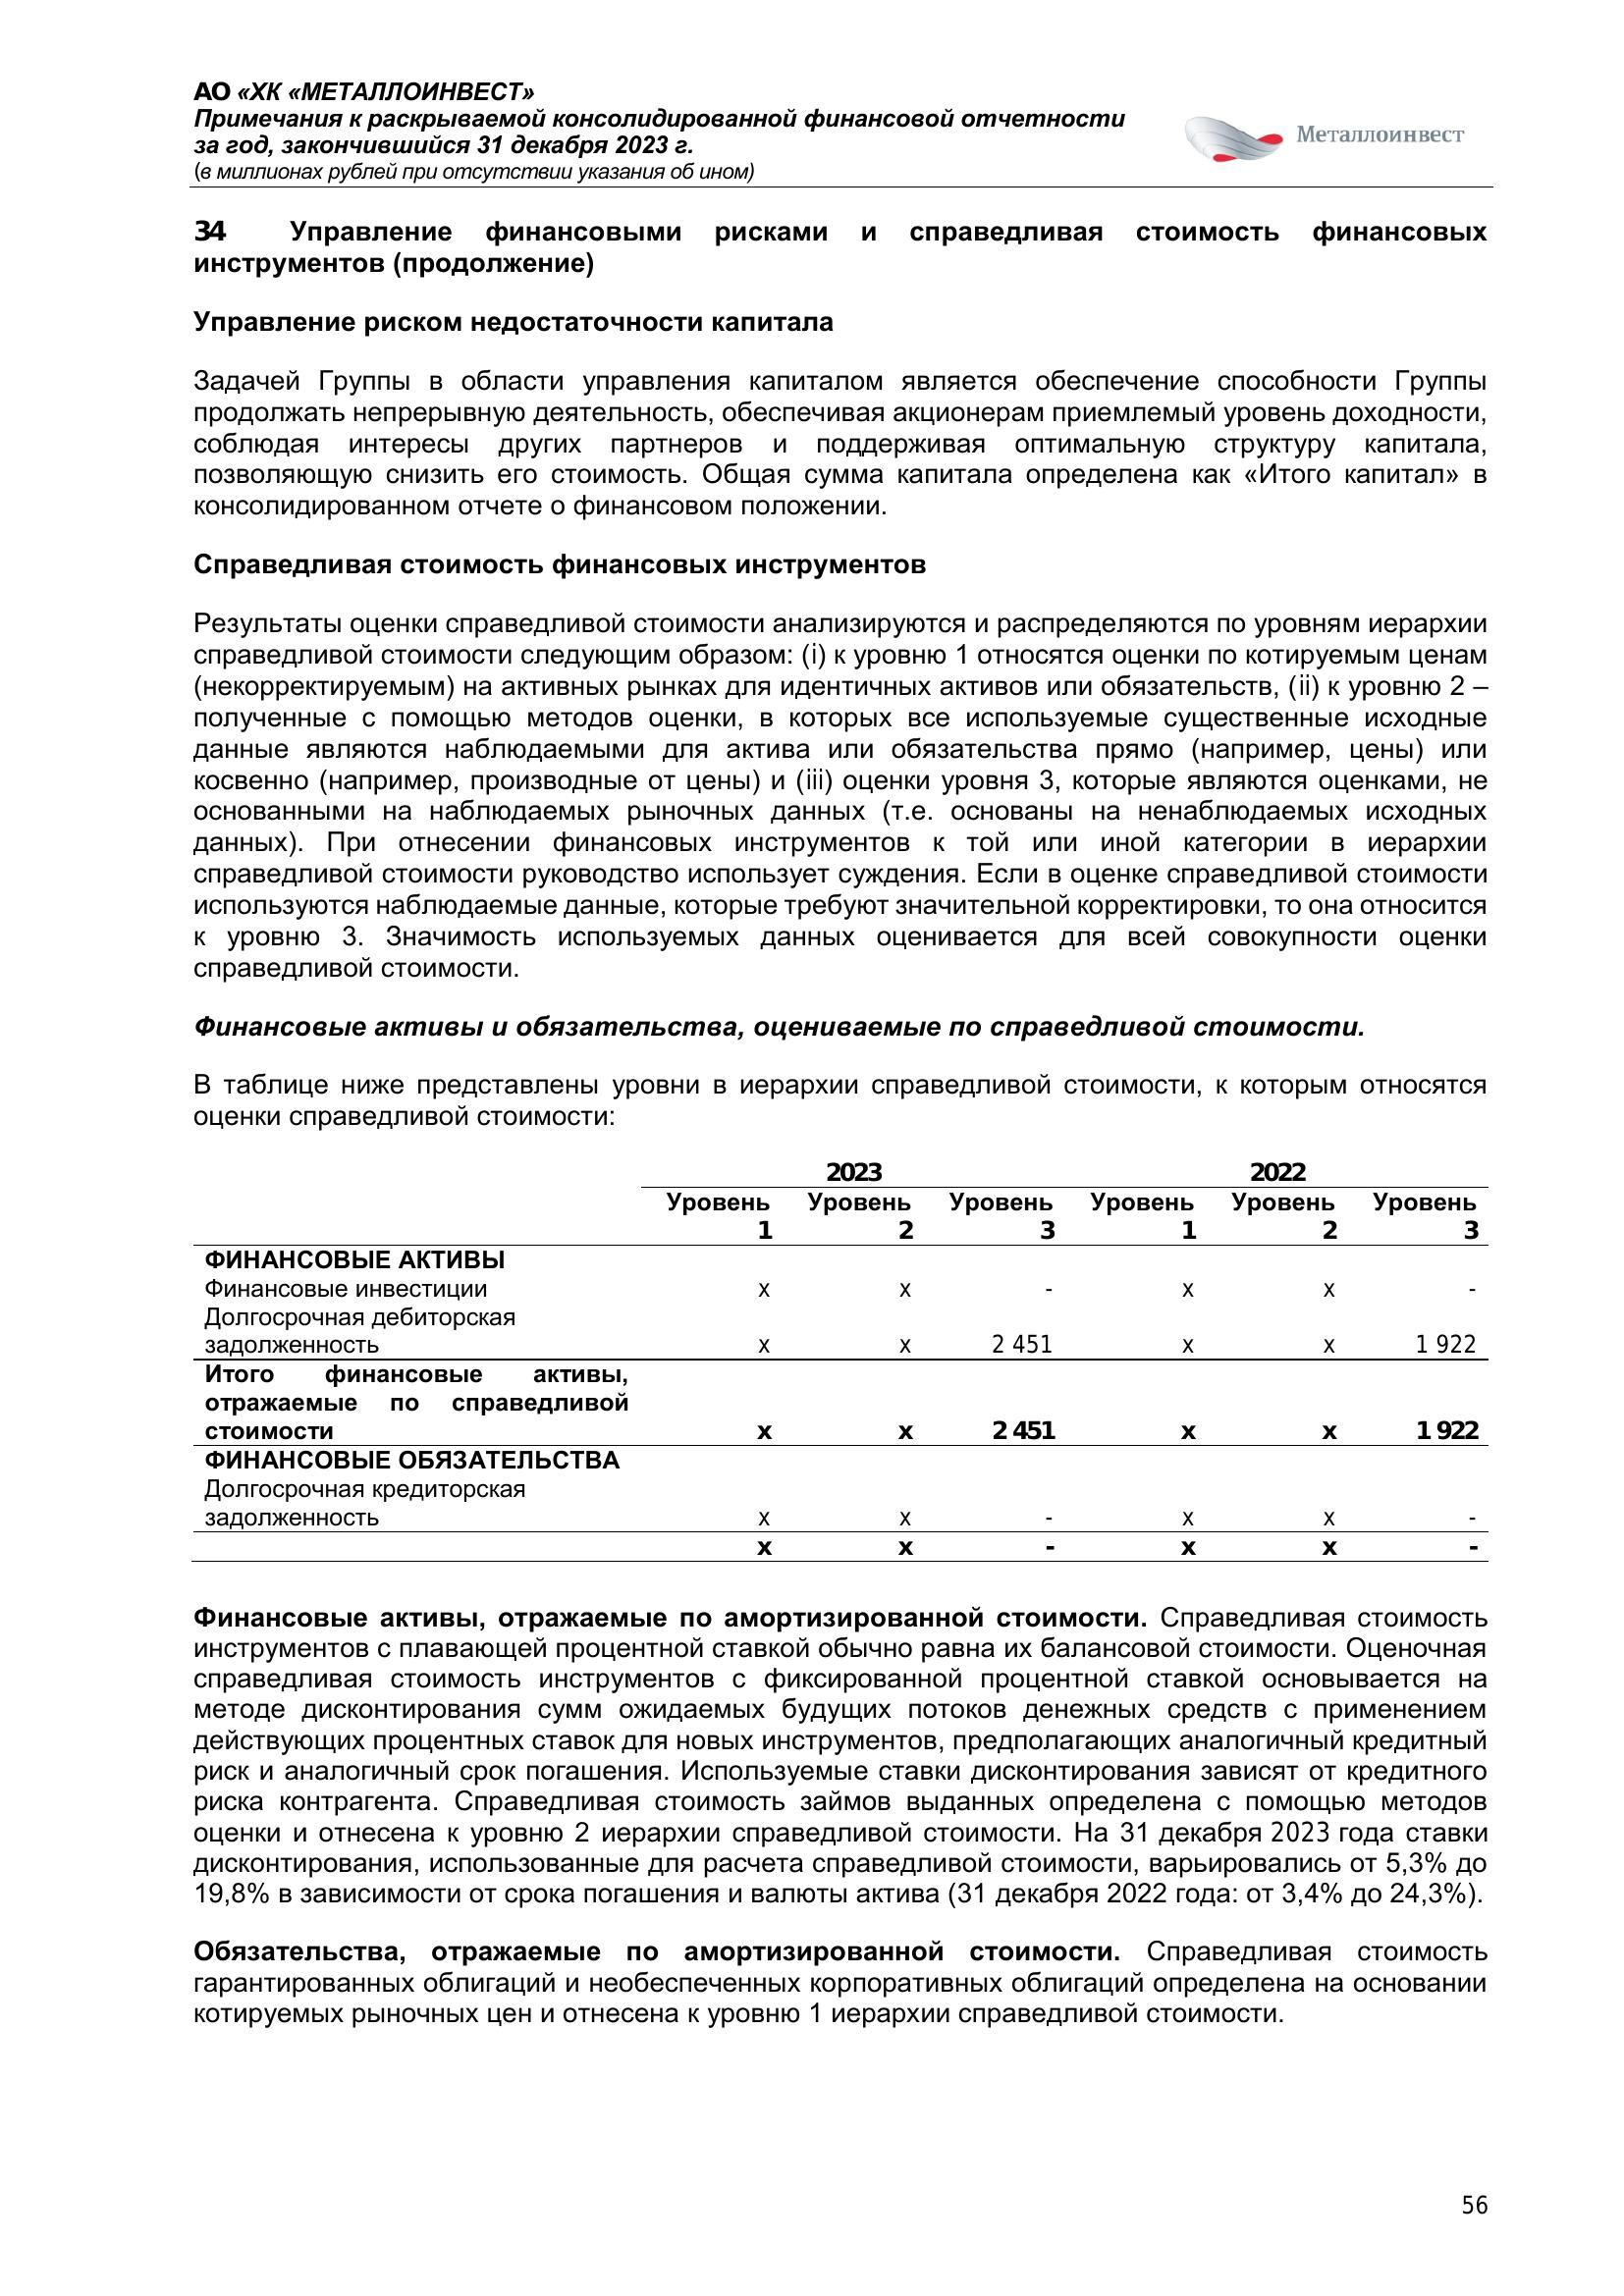 АО «ХК «МЕТАЛЛОИНВЕСТ»
Примечания к раскрываемой консолидированной финансовой отчетности
за год, закончившийся 31 декабря 2023 г.
(в миллионах рублей при отсутствии указания об ином)
Металлоинвест
34 Управление финансовыми рисками и справедливая стоимость финансовых
инструментов (продолжение)
Управление риском недостаточности капитала
Задачей Группы в области управления капиталом является обеспечение способности Группы
продолжать непрерывную деятельность, обеспечивая акционерам приемлемый уровень доходности,
соблюдая интересы других партнеров и поддерживая оптимальную структуру капитала,
позволяющую снизить его стоимость. Общая сумма капитала определена как «Итого капитал» в
консолидированном отчете о финансовом положении.
Справедливая стоимость финансовых инструментов
Результаты оценки справедливой стоимости анализируются и распределяются по уровням иерархии
справедливой стоимости следующим образом: (i) к уровню 1 относятся оценки по котируемым ценам
(некорректируемым) на активных рынках для идентичных активов или обязательств, (ii) к уровню 2 –
полученные с помощью методов оценки, в которых все используемые существенные исходные
данные являются наблюдаемыми для актива или обязательства прямо (например, цены) или
косвенно (например, производные от цены) и (iii) оценки уровня 3, которые являются оценками, не
основанными на наблюдаемых рыночных данных (т.е. основаны на ненаблюдаемых исходных
данных). При отнесении финансовых инструментов к той или иной категории в иерархии
справедливой стоимости руководство использует суждения. Если в оценке справедливой стоимости
используются наблюдаемые данные, которые требуют значительной корректировки, то она относится
к уровню 3. Значимость используемых данных оценивается для всей совокупности оценки
справедливой стоимости.
Финансовые активы и обязательства, оцениваемые по справедливой стоимости.
В таблице ниже представлены уровни в иерархии справедливой стоимости, к которым относятся
оценки справедливой стоимости:
2023 2022
Уровень Уровень Уровень Уровень Уровень Уровень
1 2 3 1 2 3
ФИНАНСОВЫЕ АКТИВЫ
Финансовые инвестиции x x - x x -
Долгосрочная дебиторская
задолженность x x 2 451 x x 1 922
Итого финансовые активы,
отражаемые по справедливой
стоимости x x 2 451 x x 1 922
ФИНАНСОВЫЕ ОБЯЗАТЕЛЬСТВА
Долгосрочная кредиторская
задолженность x x - x x -
x x - x x -
Финансовые активы, отражаемые по амортизированной стоимости. Справедливая стоимость
инструментов с плавающей процентной ставкой обычно равна их балансовой стоимости. Оценочная
справедливая стоимость инструментов с фиксированной процентной ставкой основывается на
методе дисконтирования сумм ожидаемых будущих потоков денежных средств с применением
действующих процентных ставок для новых инструментов, предполагающих аналогичный кредитный
риск и аналогичный срок погашения. Используемые ставки дисконтирования зависят от кредитного
риска контрагента. Справедливая стоимость займов выданных определена с помощью методов
оценки и отнесена к уровню 2 иерархии справедливой стоимости. На 31 декабря 2023 года ставки
дисконтирования, использованные для расчета справедливой стоимости, варьировались от 5,3% до
19,8% в зависимости от срока погашения и валюты актива (31 декабря 2022 года: от 3,4% до 24,3%).
Обязательства, отражаемые по амортизированной стоимости. Справедливая стоимость
гарантированных облигаций и необеспеченных корпоративных облигаций определена на основании
котируемых рыночных цен и отнесена к уровню 1 иерархии справедливой стоимости.
56